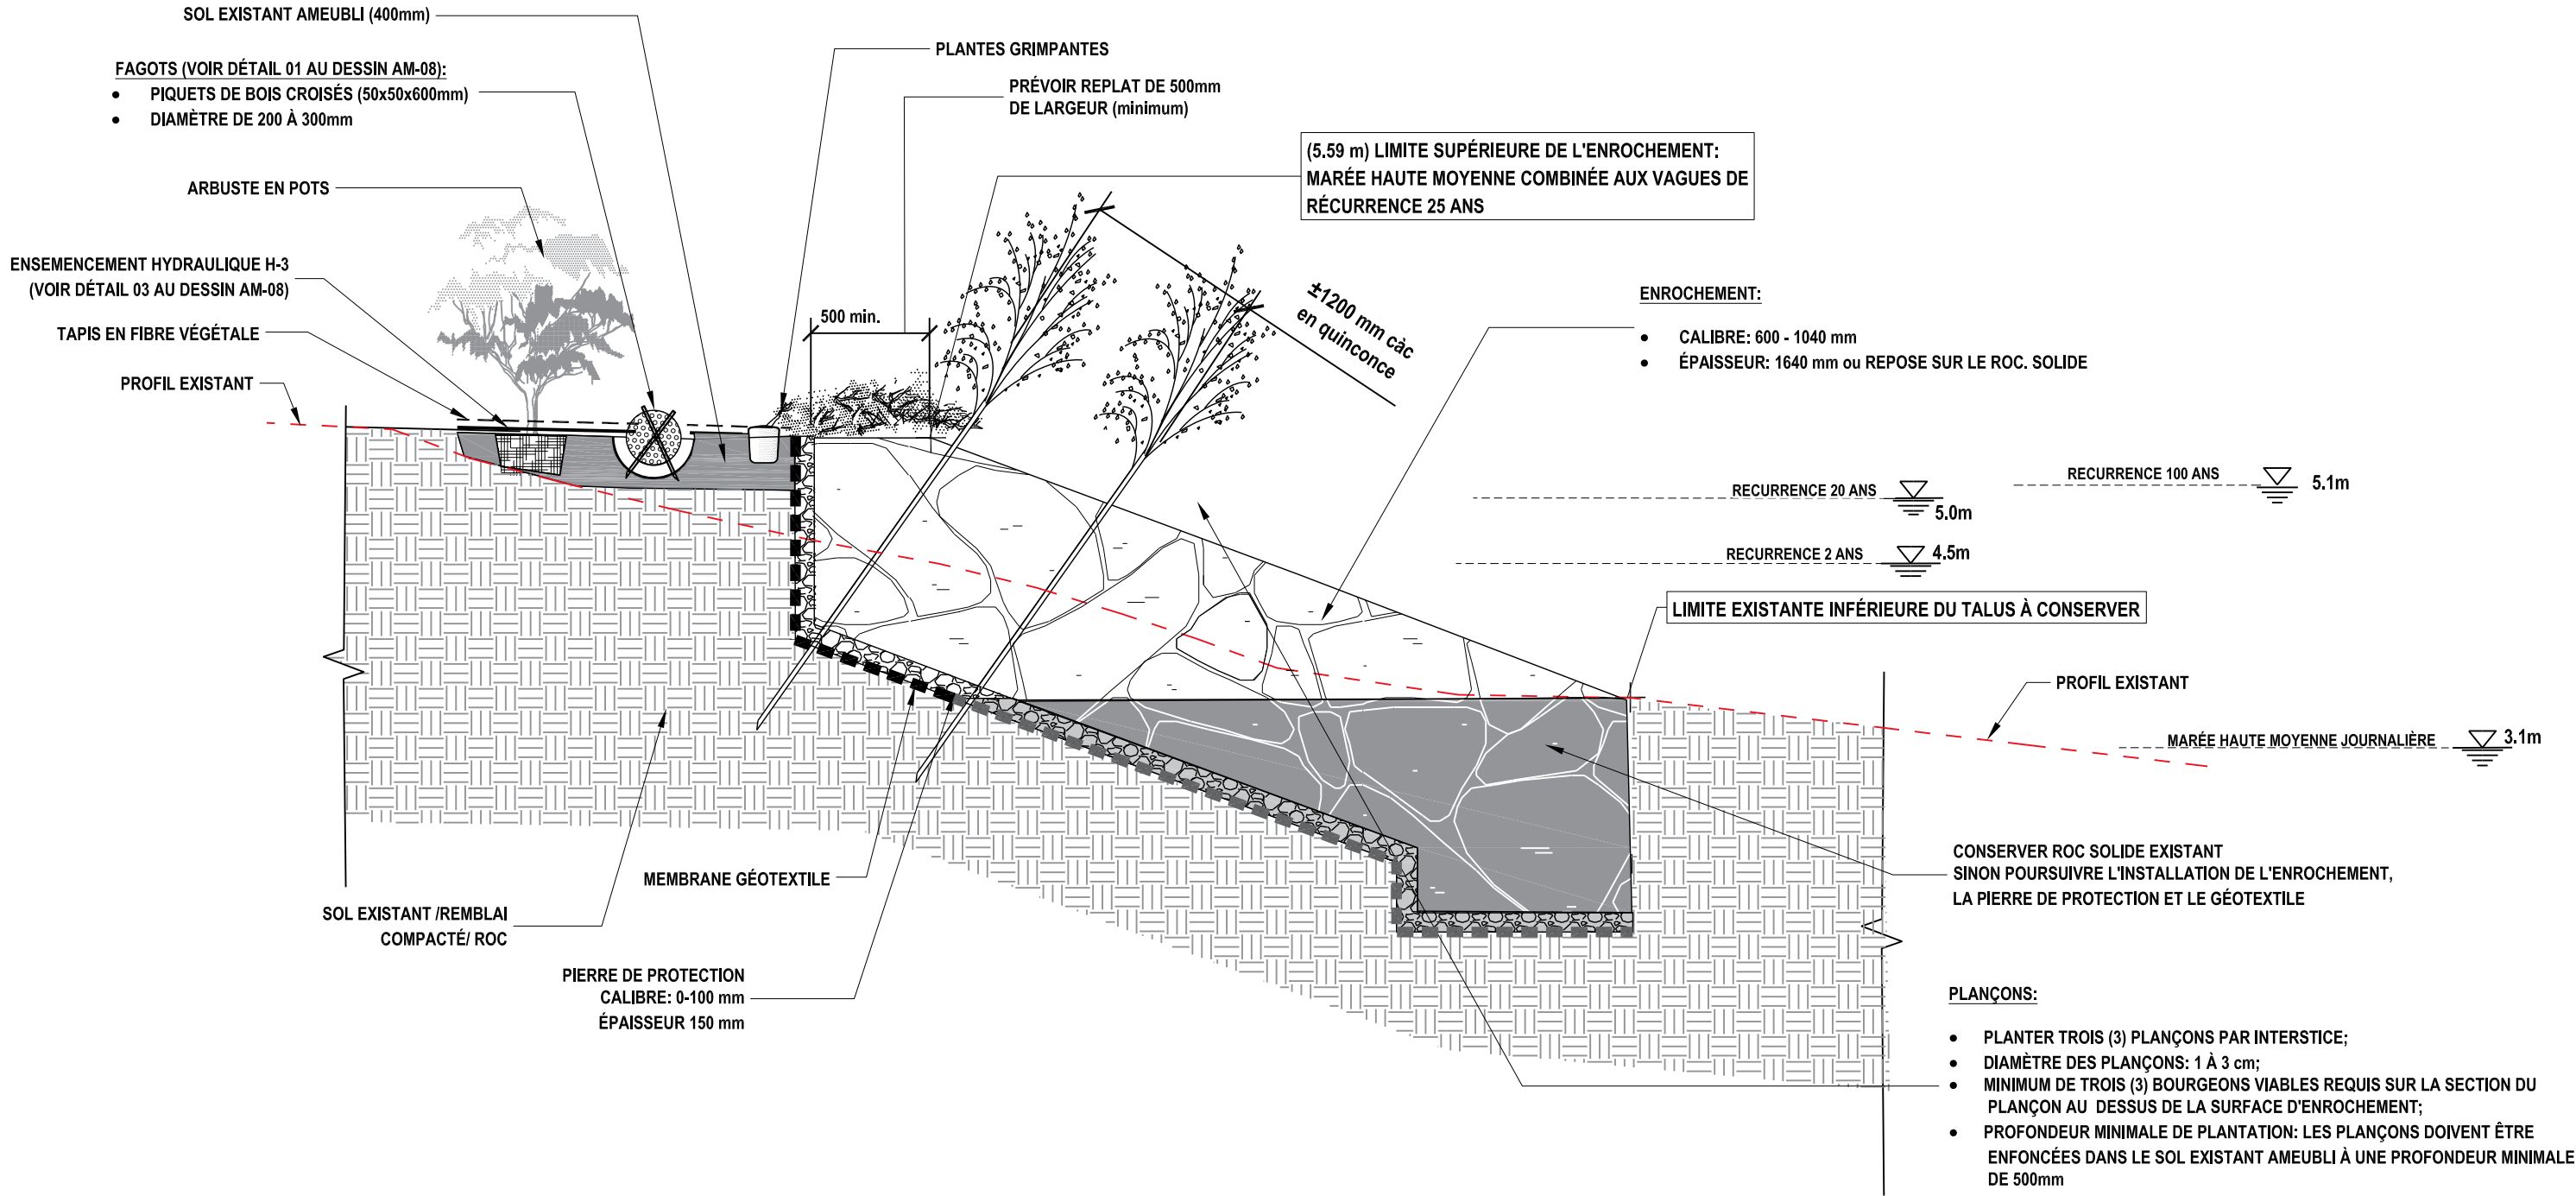 SOL EXISTANT AMEUBLI (400mm)
FAGOTS (VOIR DÉTAIL 01 AU DESSIN AM-08):
• PIQUETS DE BOIS CROISÉS (50x50x600mm)
• DIAMÈTRE DE 200 À 300mm
ARBUSTE EN POTS
ENSEMENCEMENT HYDRAULIQUE H-3
(VOIR DÉTAIL 03 AU DESSIN AM-08)
TAPIS EN FIBRE VÉGÉTALE
PROFIL EXISTANT
PLANTES GRIMPANTES
PRÉVOIR REPLAT DE 500mm
DE LARGEUR (minimum)
(5.59 m) LIMITE SUPÉRIEURE DE L'ENROCHEMENT:
MARÉE HAUTE MOYENNE COMBINÉE AUX VAGUES DE
RÉCURRENCE 25 ANS
500 min.
±1200 mm càc
en quinconce
ENROCHEMENT:
• CALIBRE: 600 - 1040 mm
• ÉPAISSEUR: 1640 mm ou REPOSE SUR LE ROC. SOLIDE
RECURRENCE 20 ANS
5.0m
RECURRENCE 100 ANS
5.1m
RECURRENCE 2 ANS
4.5m
LIMITE EXISTANTE INFÉRIEURE DU TALUS À CONSERVER
PROFIL EXISTANT
MARÉE HAUTE MOYENNE JOURNALIÈRE
3.1m
CONSERVER ROC SOLIDE EXISTANT
SINON POURSUIVRE L'INSTALLATION DE L'ENROCHEMENT,
LA PIERRE DE PROTECTION ET LE GÉOTEXTILE
MEMBRANE GÉOTEXTILE
SOL EXISTANT /REMBLAI
COMPACTÉ/ ROC
PIERRE DE PROTECTION
CALIBRE: 0-100 mm
ÉPAISSEUR 150 mm
PLANÇONS:
• PLANTER TROIS (3) PLANÇONS PAR INTERSTICE;
• DIAMÈTRE DES PLANÇONS: 1 À 3 cm;
• MINIMUM DE TROIS (3) BOURGEONS VIABLES REQUIS SUR LA SECTION DU
PLANÇON AU DESSUS DE LA SURFACE D'ENROCHEMENT;
• PROFONDEUR MINIMALE DE PLANTATION: LES PLANÇONS DOIVENT ÊTRE
ENFONCÉES DANS LE SOL EXISTANT AMEUBLI À UNE PROFONDEUR MINIMALE
DE 500mm